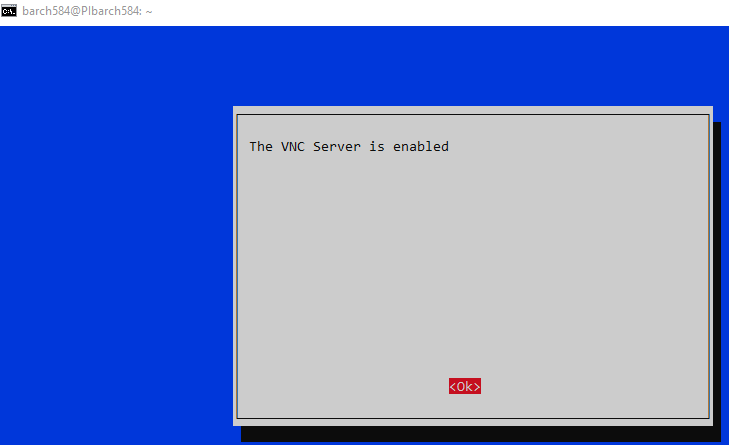 barch584@PIbarch584: ~
The VNC Server is enabled
<Ok>